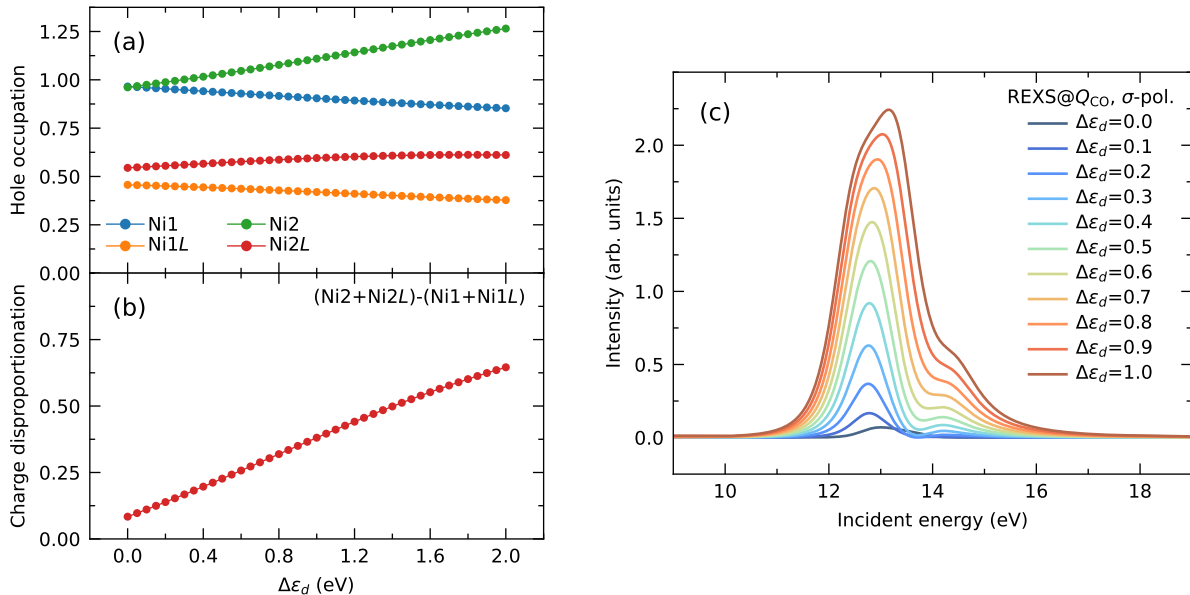 (a)
Hole occupation
1.25
1.00
0.75
0.50
0.25
0.00
Ni1
Ni1L
Ni2
Ni2L
(b)
(Ni2+Ni2L)-(Ni1+Ni1L)
Charge disproportionation
0.75
0.50
0.25
0.00
0.0 0.4 0.8 1.2 1.6 2.0
Δε_d (eV)
(c)
REXS@Q_CO, σ-pol.
Δε_d=0.0
Δε_d=0.1
Δε_d=0.2
Δε_d=0.3
Δε_d=0.4
Δε_d=0.5
Δε_d=0.6
Δε_d=0.7
Δε_d=0.8
Δε_d=0.9
Δε_d=1.0
Intensity (arb. units)
2.0
1.5
1.0
0.5
0.0
10 12 14 16 18
Incident energy (eV)